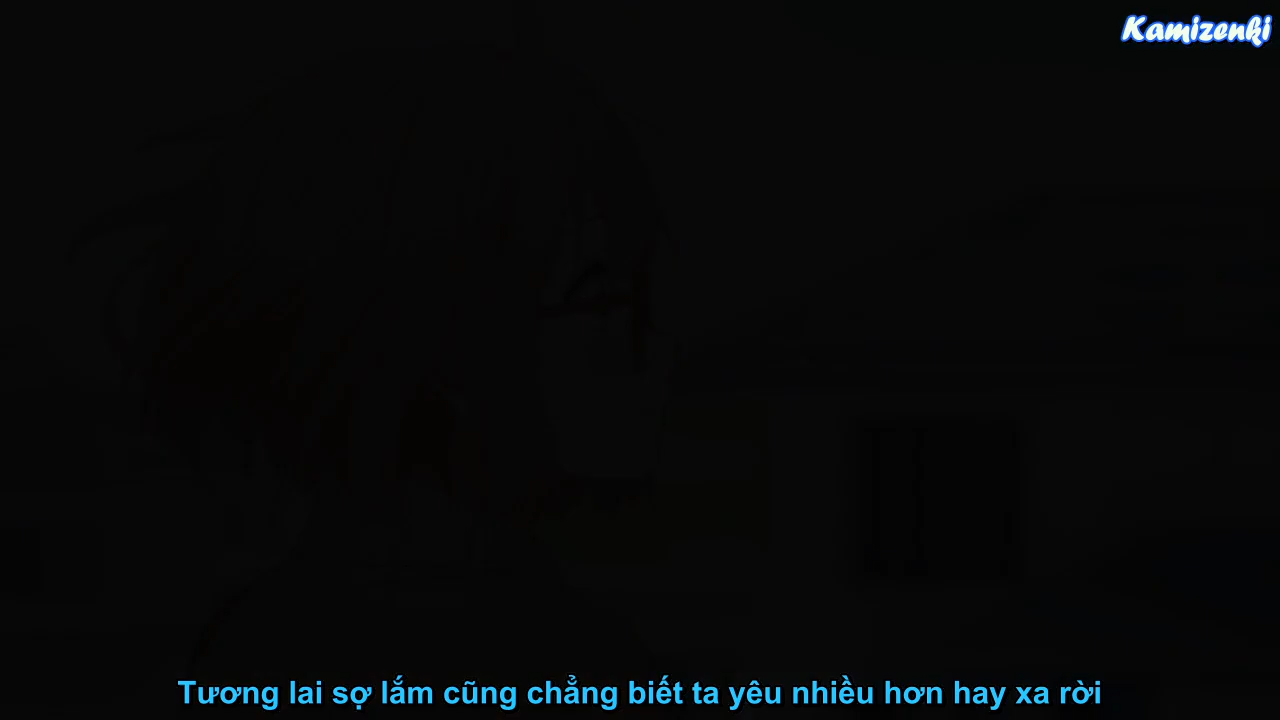 Kamizenki
Tương lai sợ lắm cũng chẳng biết ta yêu nhiều hơn hay xa rời